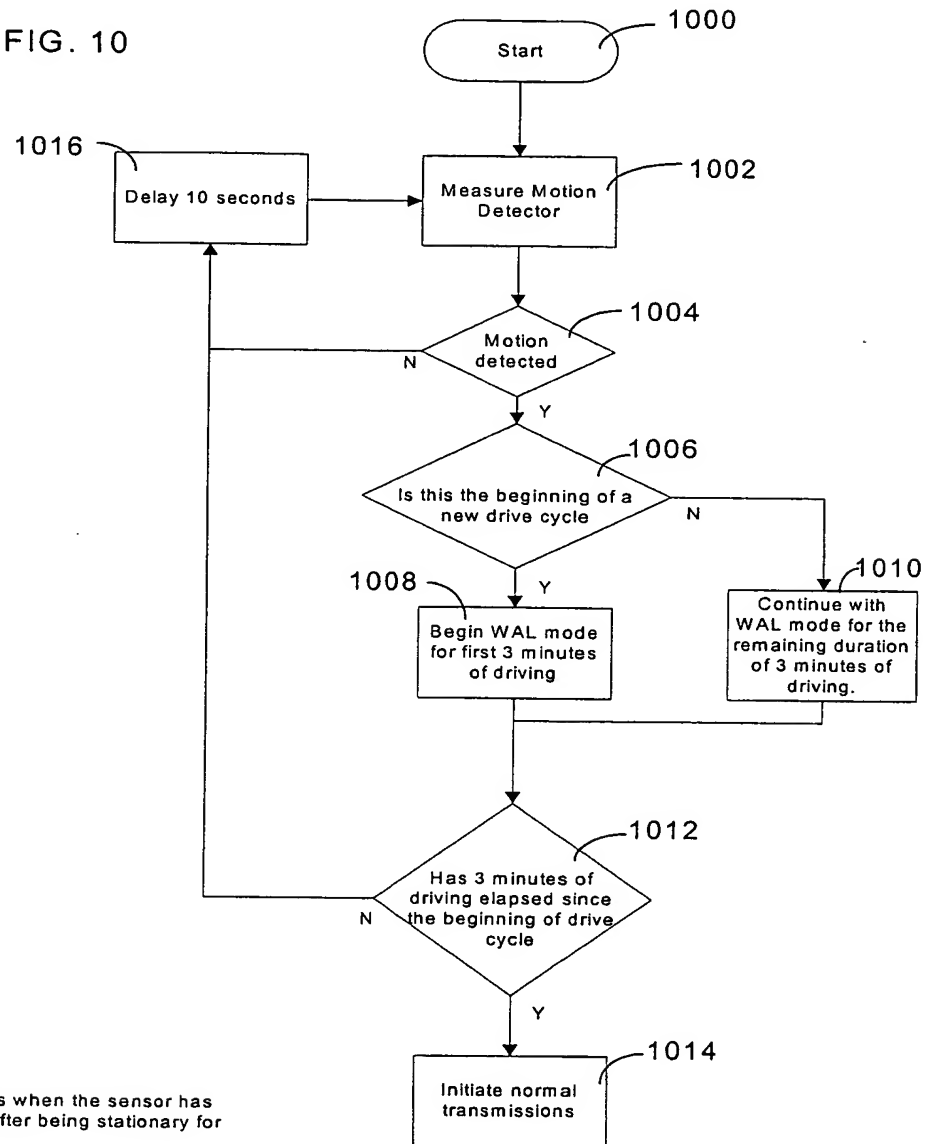 FIG. 10
1000
Start
1016
Delay 10 seconds
1002
Measure Motion
Detector
1004
Motion
detected
N
Y
1006
Is this the beginning of a
new drive cycle
N
Y
1008
Begin WAL mode
for first 3 minutes
of driving
1010
Continue with
WAL mode for the
remaining duration
of 3 minutes of
driving.
1012
Has 3 minutes of
driving elapsed since
the beginning of drive
cycle
N
Y
1014
Initiate normal
transmissions
s when the sensor has
fter being stationary for